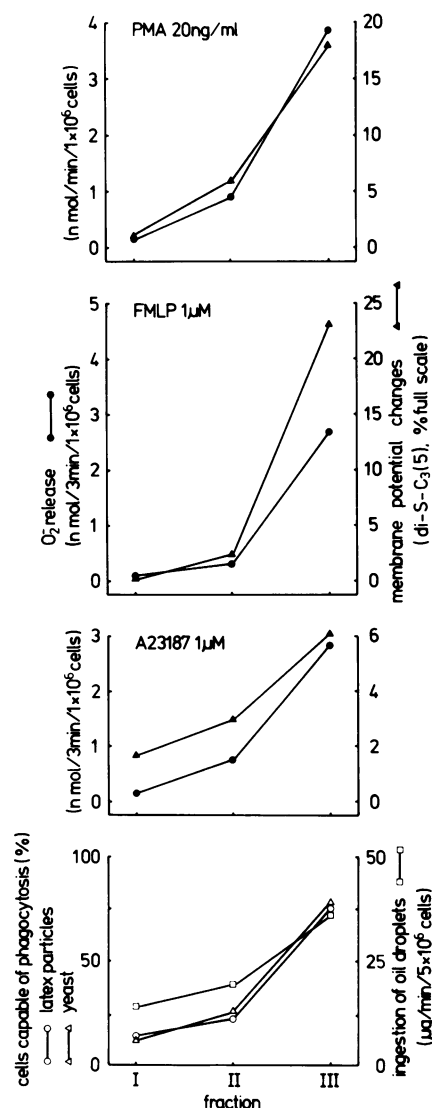 PMA 20ng/ml
4
3
2
1
0
(n mol/min/1×10⁶cells)
20
15
10
5
0
FMLP 1μM
5
4
3
2
1
0
O₂⁻ release
(n mol/3min/1×10⁶cells)
25
20
15
10
5
0
membrane potential changes
(di-S-C₃(5), % full scale)
A23187 1μM
3
2
1
0
(n mol/3min/1×10⁶cells)
6
4
2
0
100
50
0
cells capable of phagocytosis (%)
latex particles
yeast
50
25
0
ingestion of oil droplets
(μg/min/5×10⁶ cells)
I II III
fraction